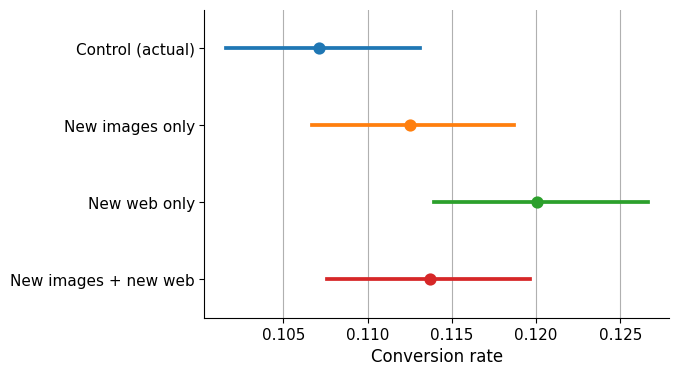 Control (actual)
New images only
New web only
New images + new web
0.105 0.110 0.115 0.120 0.125
Conversion rate